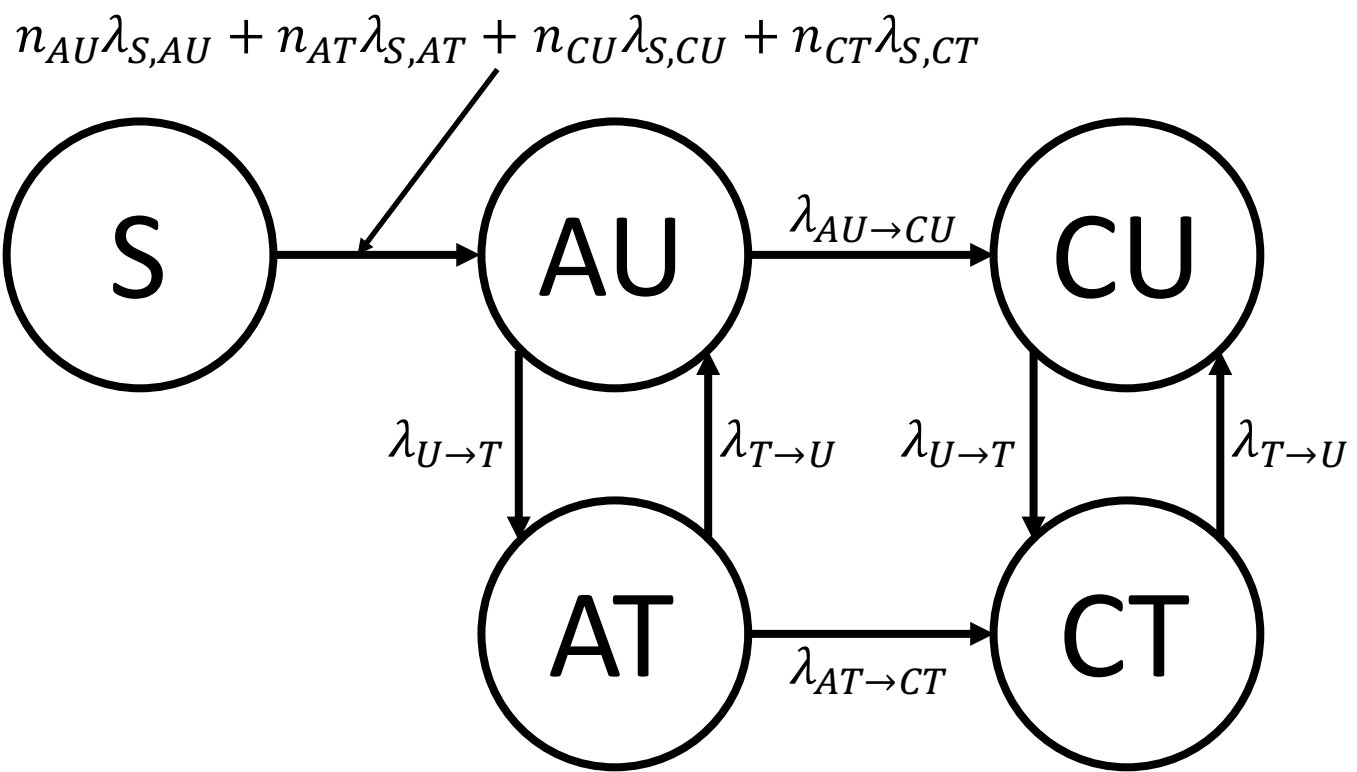 n_{AU}λ_{S,AU} + n_{AT}λ_{S,AT} + n_{CU}λ_{S,CU} + n_{CT}λ_{S,CT}
S
AU
λ_{AU→CU}
CU
λ_{U→T}
λ_{T→U}
λ_{U→T}
λ_{T→U}
AT
λ_{AT→CT}
CT